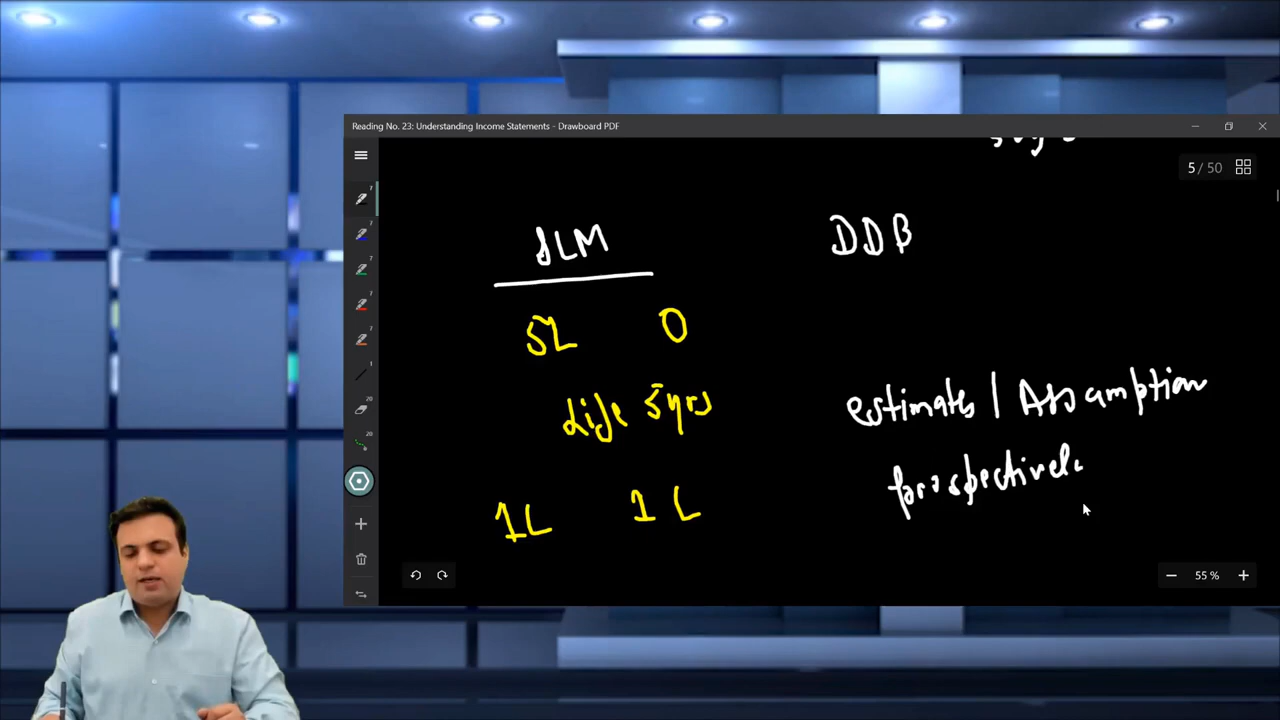 Reading No. 23: Understanding Income Statements - Drawboard PDF
5 / 50
SLM DDB
5L 0
Life 5yrs
estimates / Assumption
prospectively
1L 1L
55 %